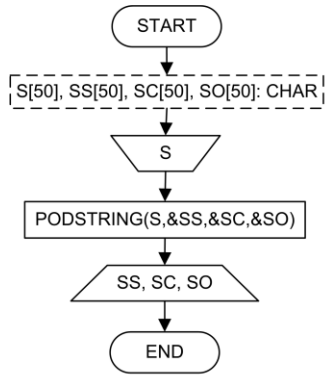 START
S[50], SS[50], SC[50], SO[50]: CHAR
S
PODSTRING(S,&SS,&SC,&SO)
SS, SC, SO
END